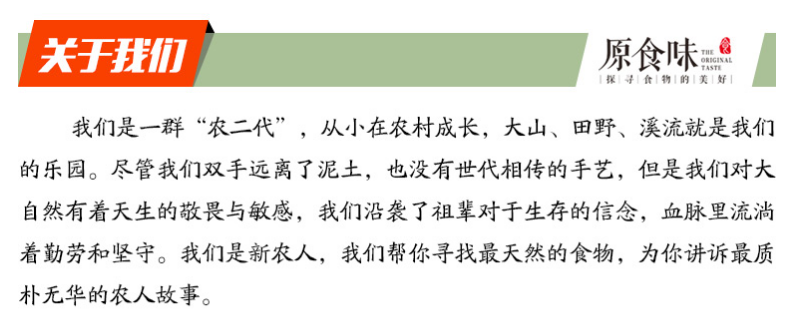 关于我们
原食味
THE
ORIGINAL
TASTE
探寻食物的美好
我们是一群“农二代”，从小在农村成长，大山、田野、溪流就是我们
的乐园。尽管我们双手远离了泥土，也没有世代相传的手艺，但是我们对大
自然有着天生的敬畏与敏感，我们沿袭了祖辈对于生存的信念，血脉里流淌
着勤劳和坚守。我们是新农人，我们帮你寻找最天然的食物，为你讲诉最质
朴无华的农人故事。